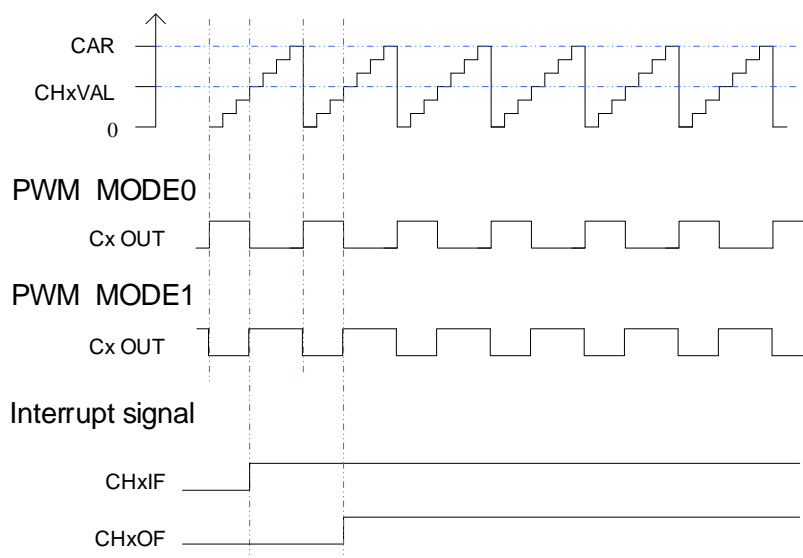 CAR
CHxVAL
0
PWM MODE0
Cx OUT
PWM MODE1
Cx OUT
Interrupt signal
CHxIF
CHxOF